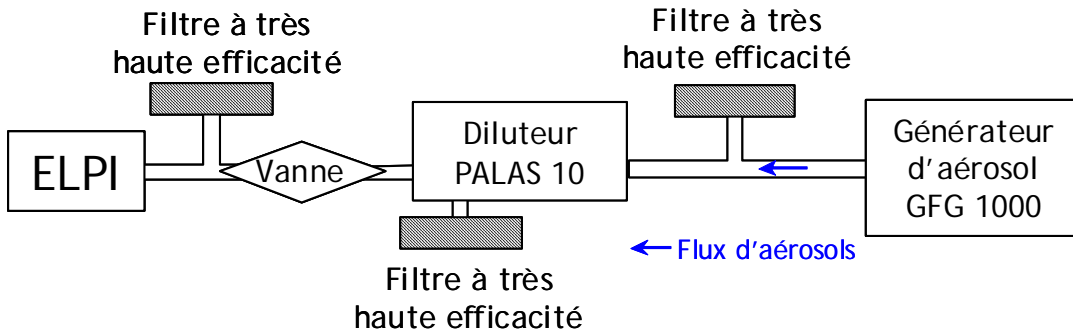 Filtre à très
haute efficacité
Filtre à très
haute efficacité
ELPI
Vanne
Diluteur
PALAS 10
Générateur
d'aérosol
GFG 1000
Flux d'aérosols
Filtre à très
haute efficacité